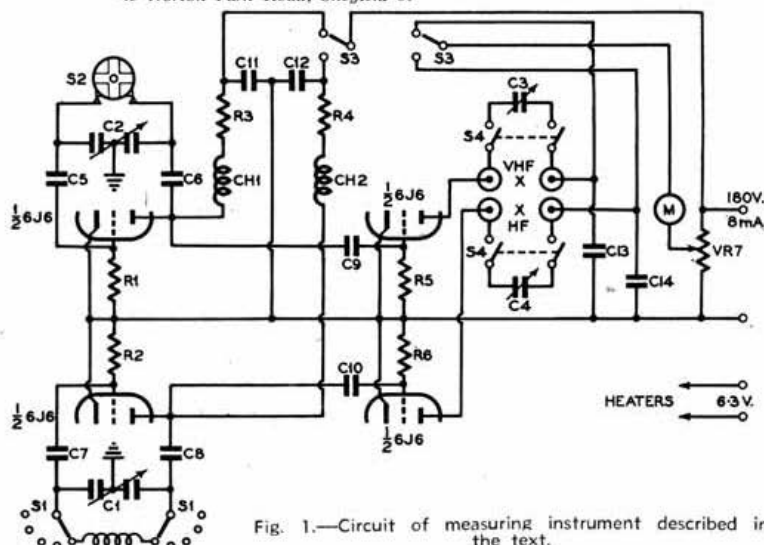 C11
C12
S3
S3
S2
C3
R3
R4
S4
C2
VHF
C5
C6
CH1
CH2
X
½6J6
½6J6
X
M
180V.
8mA.
HF
C9
S4
C13
VR7
R1
R5
C4
C14
R2
R6
C10
HEATERS
6·3 V.
½6J6
½6J6
C7
C8
S1
C1
S1
Fig. 1.—Circuit of measuring instrument described in
the text.